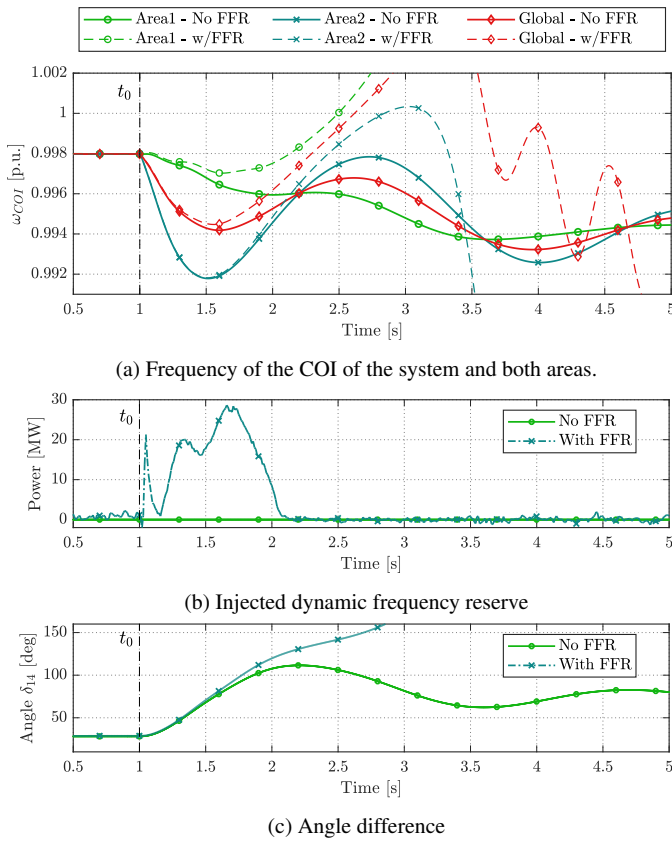 Area1 - No FFR Area2 - No FFR Global - No FFR
Area1 - w/FFR Area2 - w/FFR Global - w/FFR
1.002
1
0.998
0.996
0.994
0.992
ω_COI [p.u.]
t₀
0.5 1 1.5 2 2.5 3 3.5 4 4.5 5
Time [s]
(a) Frequency of the COI of the system and both areas.
30
20
10
0
Power [MW]
t₀
No FFR
With FFR
0.5 1 1.5 2 2.5 3 3.5 4 4.5 5
Time [s]
(b) Injected dynamic frequency reserve
150
100
50
Angle δ₁₄ [deg]
t₀
No FFR
With FFR
0.5 1 1.5 2 2.5 3 3.5 4 4.5 5
Time [s]
(c) Angle difference